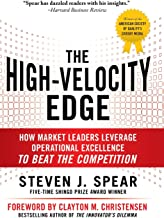 "Spear has dazzled readers with his insights."
—Harvard Business Review
Winner of the
AMERICAN
SOCIETY
OF QUALITY'S
THE
HIGH-VELOCITY
EDGE
HOW MARKET LEADERS LEVERAGE
OPERATIONAL EXCELLENCE
TO BEAT THE COMPETITION
STEVEN J. SPEAR
FIVE-TIME SHINGO PRIZE AWARD WINNER
FOREWORD BY CLAYTON M. CHRISTENSEN
BESTSELLING AUTHOR OF THE INNOVATOR'S DILEMMA